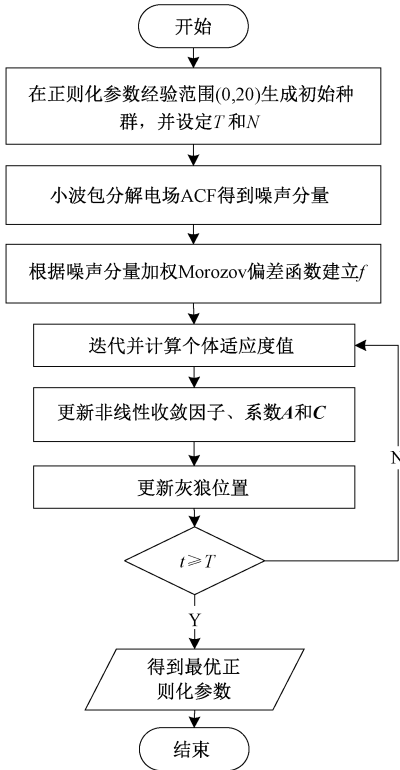 开始
在正则化参数经验范围(0,20)生成初始种
群，并设定T和N
小波包分解电场ACF得到噪声分量
根据噪声分量加权Morozov偏差函数建立f
迭代并计算个体适应度值
更新非线性收敛因子、系数A和C
更新灰狼位置
N
t≥T
Y
得到最优正
则化参数
结束